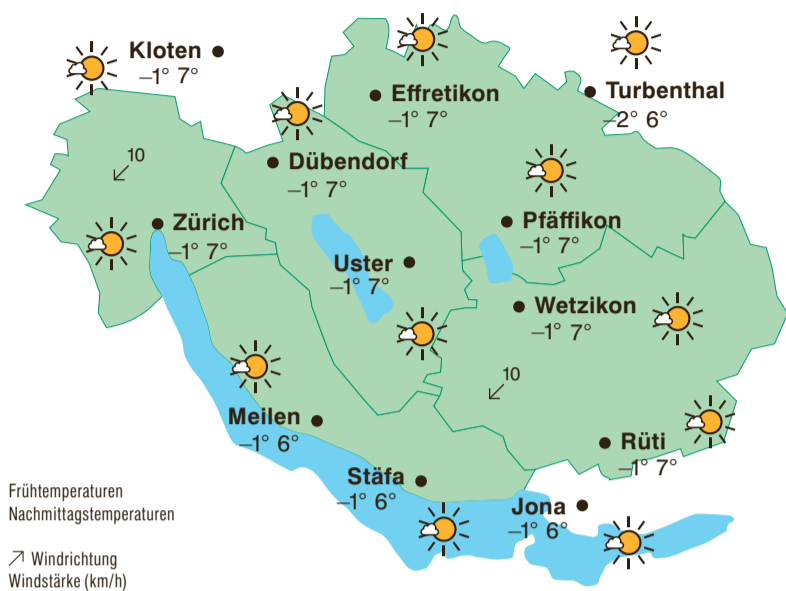 Kloten
–1° 7°
Effretikon
–1° 7°
Turbenthal
–2° 6°
10
Dübendorf
–1° 7°
Zürich
–1° 7°
Pfäffikon
–1° 7°
Uster
–1° 7°
Wetzikon
–1° 7°
10
Meilen
–1° 6°
Rüti
–1° 7°
Stäfa
–1° 6°
Jona
–1° 6°
Frühtemperaturen
Nachmittagstemperaturen
Windrichtung
Windstärke (km/h)